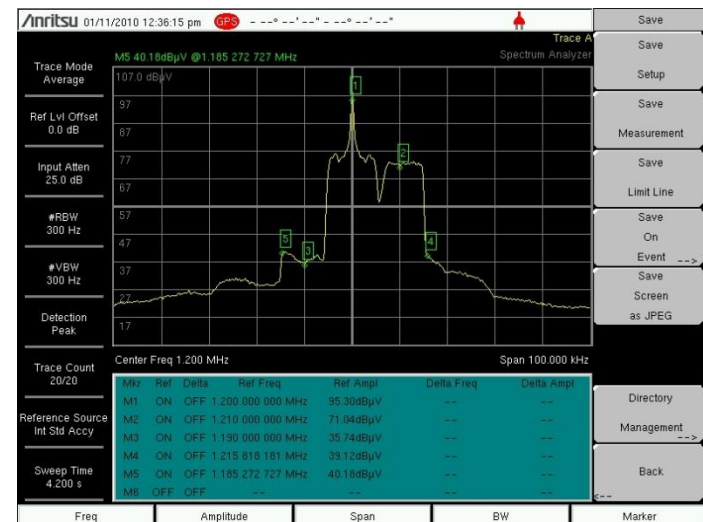 /Inritsu 01/11/2010 12:36:15 pm GPS - --° --'--" - --° --'--"
Save
Trace A
M5 40.18dBµV @1.185 272 727 MHz
Spectrum Analyzer
Trace Mode
Average
Ref Lvl Offset
0.0 dB
Input Atten
25.0 dB
#RBW
300 Hz
#VBW
300 Hz
Detection
Peak
Trace Count
20/20
Reference Source
Int Std Accy
Sweep Time
4.200 s
107.0 dBµV
97
87
77
67
57
47
37
27
17
1
2
5
3
4
Center Freq 1.200 MHz
Span 100.000 kHz
Mkr Ref Delta Ref Freq Ref Ampl Delta Freq Delta Ampl
M1 ON OFF 1.200 000 000 MHz 95.30dBµV -- --
M2 ON OFF 1.210 000 000 MHz 71.04dBµV -- --
M3 ON OFF 1.190 000 000 MHz 35.74dBµV -- --
M4 ON OFF 1.215 818 181 MHz 39.12dBµV -- --
M5 ON OFF 1.185 272 727 MHz 40.18dBµV -- --
M6 OFF OFF -- -- -- --
Save
Setup
Save
Measurement
Save
Limit Line
Save
On
Event -->
Save
Screen
as JPEG
Directory
Management
-->
Back
<--
Freq
Amplitude
Span
BW
Marker